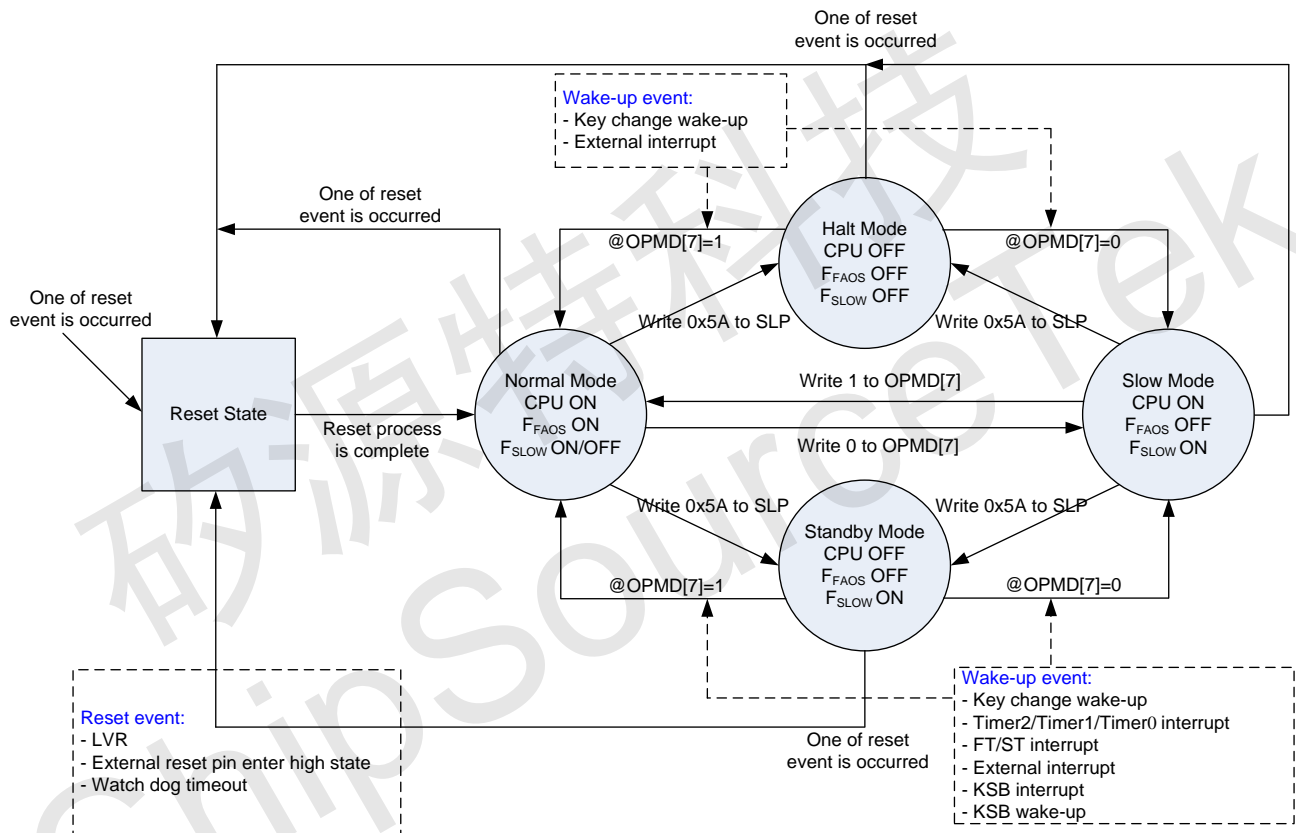 One of reset
event is occurred
Wake-up event:
- Key change wake-up
- External interrupt
One of reset
event is occurred
Halt Mode
CPU OFF
FFAOS OFF
FSLOW OFF
@OPMD[7]=1
@OPMD[7]=0
One of reset
event is occurred
Write 0x5A to SLP
Write 0x5A to SLP
Reset State
Reset process
is complete
Normal Mode
CPU ON
FFAOS ON
FSLOW ON/OFF
Write 1 to OPMD[7]
Write 0 to OPMD[7]
Slow Mode
CPU ON
FFAOS OFF
FSLOW ON
Write 0x5A to SLP
Write 0x5A to SLP
Standby Mode
CPU OFF
FFAOS OFF
FSLOW ON
@OPMD[7]=1
@OPMD[7]=0
Reset event:
- LVR
- External reset pin enter high state
- Watch dog timeout
One of reset
event is occurred
Wake-up event:
- Key change wake-up
- Timer2/Timer1/Timer0 interrupt
- FT/ST interrupt
- External interrupt
- KSB interrupt
- KSB wake-up
矽源特科技
ChipSourceTek